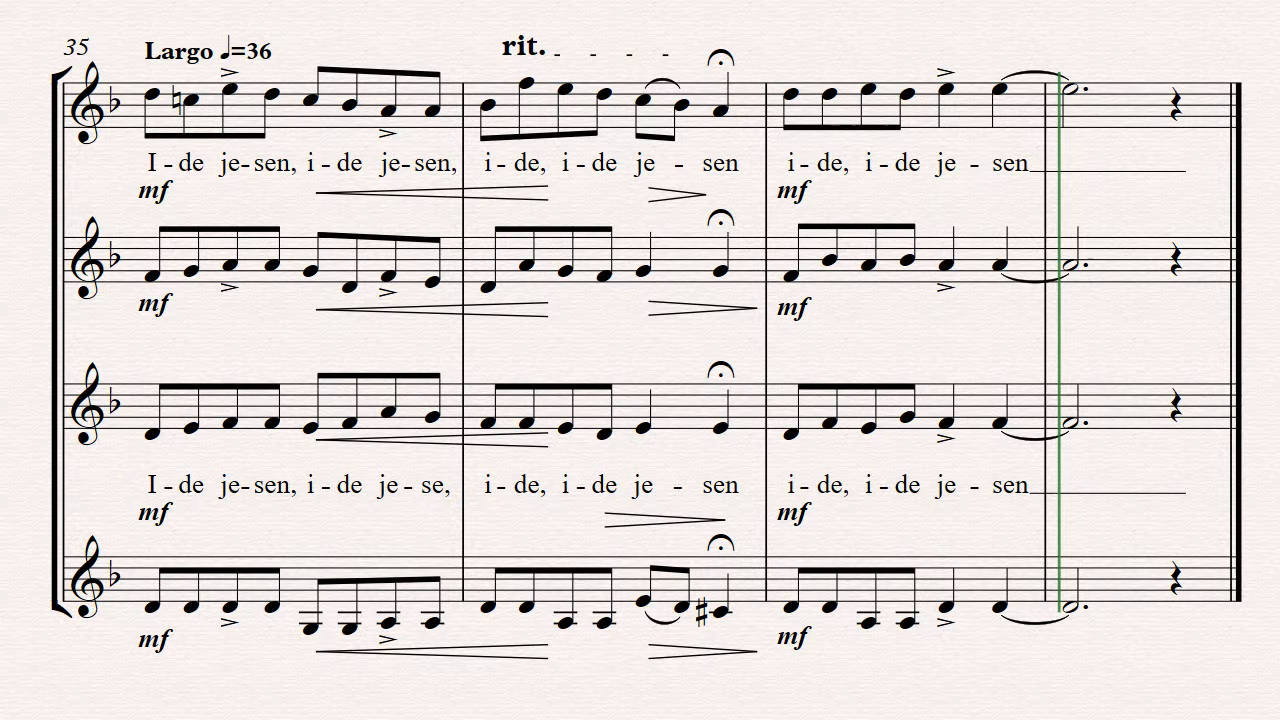 35 Largo ♩=36 rit. - - - -
I - de je - sen, i - de je - sen, i - de, i - de je - sen i - de, i - de je - sen
mf mf
mf mf
I - de je - sen, i - de je - se, i - de, i - de je - sen i - de, i - de je - sen
mf mf
mf mf